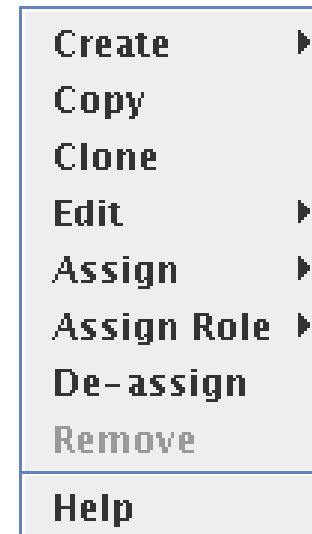 Create
Copy
Clone
Edit
Assign
Assign Role
De-assign
Remove
Help